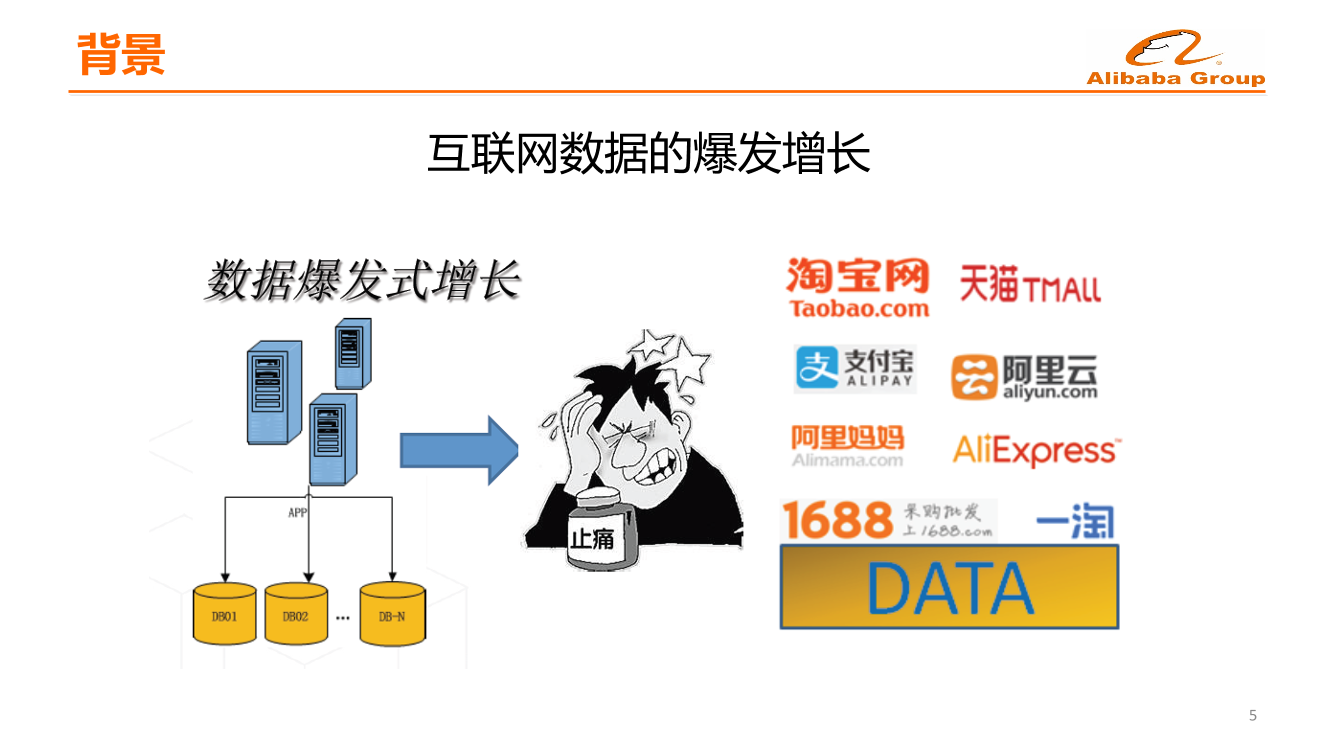 背景
Alibaba Group
互联网数据的爆发增长
数据爆发式增长
APP
DB01
DB02
...
DB-N
止痛
淘宝网
Taobao.com
天猫 TMALL
支 支付宝
ALIPAY
阿里云
aliyun.com
阿里妈妈
Alimama.com
AliExpress™
1688 采购批发
上1688.com
一淘
DATA
5